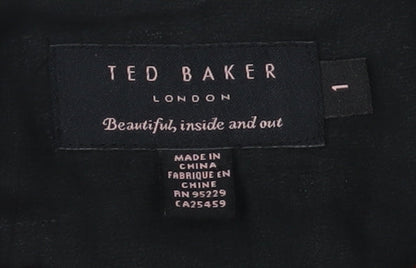 TED BAKER
LONDON
Beautiful, inside and out
1
MADE IN
CHINA
FABRIQUE EN
CHINE
RN 95229
CA25459